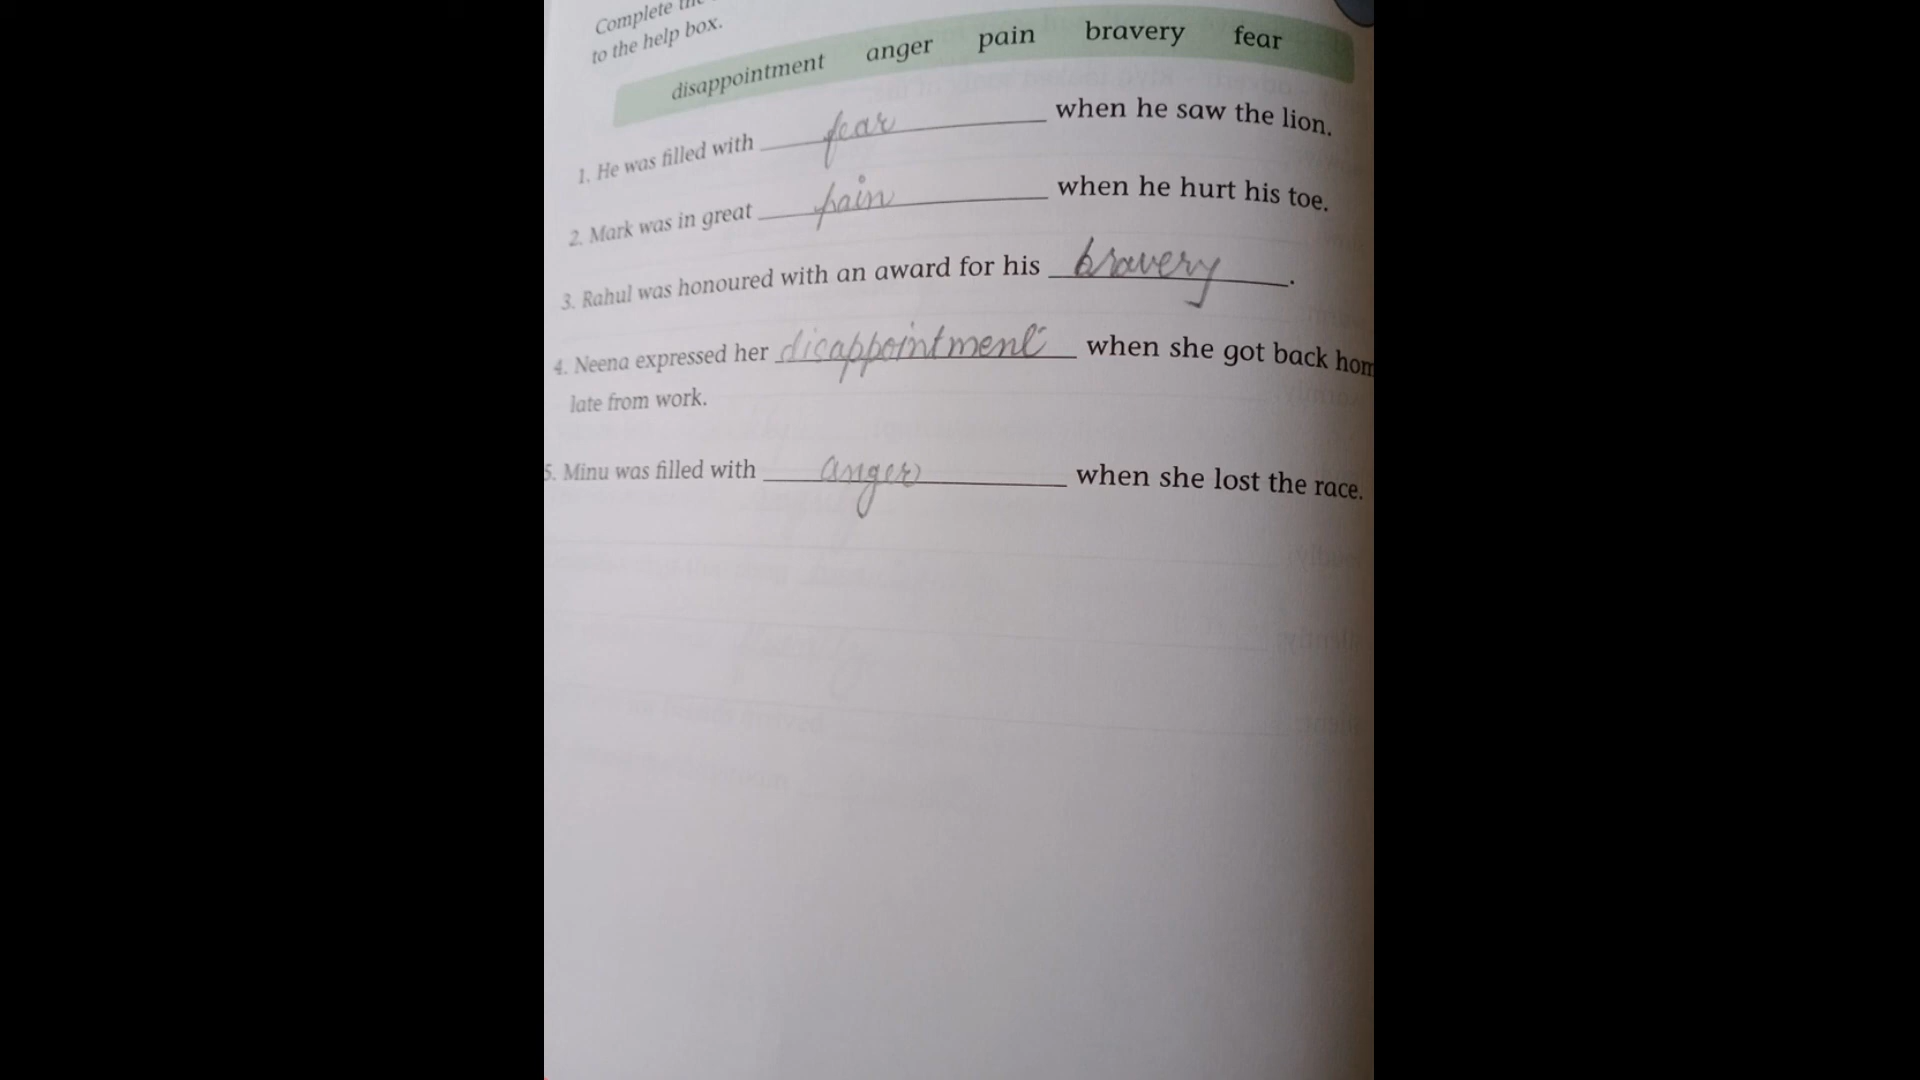 Complete
to the help box.
disappointment anger pain bravery fear
1. He was filled with fear when he saw the lion.
2. Mark was in great pain when he hurt his toe.
3. Rahul was honoured with an award for his bravery.
4. Neena expressed her disappointment when she got back hom
late from work.
5. Minu was filled with anger when she lost the race.